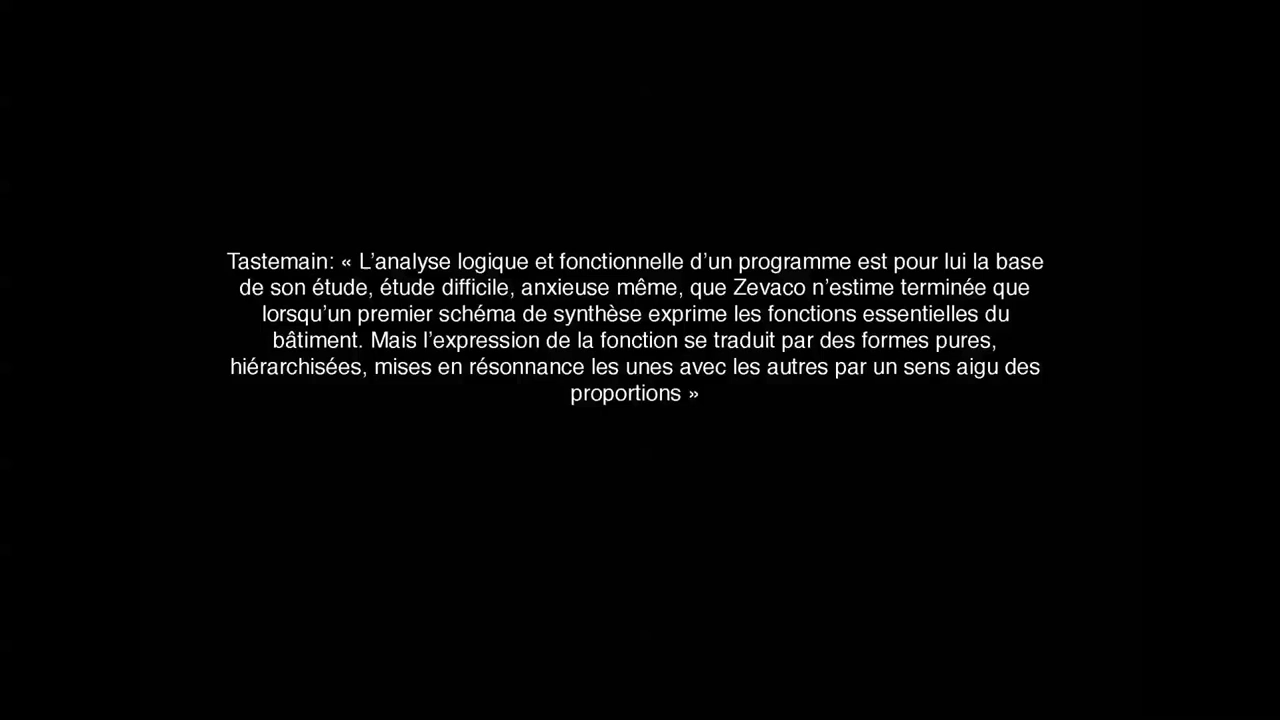 Tastemain: « L’analyse logique et fonctionnelle d’un programme est pour lui la base
de son étude, étude difficile, anxieuse même, que Zevaco n’estime terminée que
lorsqu’un premier schéma de synthèse exprime les fonctions essentielles du
bâtiment. Mais l’expression de la fonction se traduit par des formes pures,
hiérarchisées, mises en résonnance les unes avec les autres par un sens aigu des
proportions »